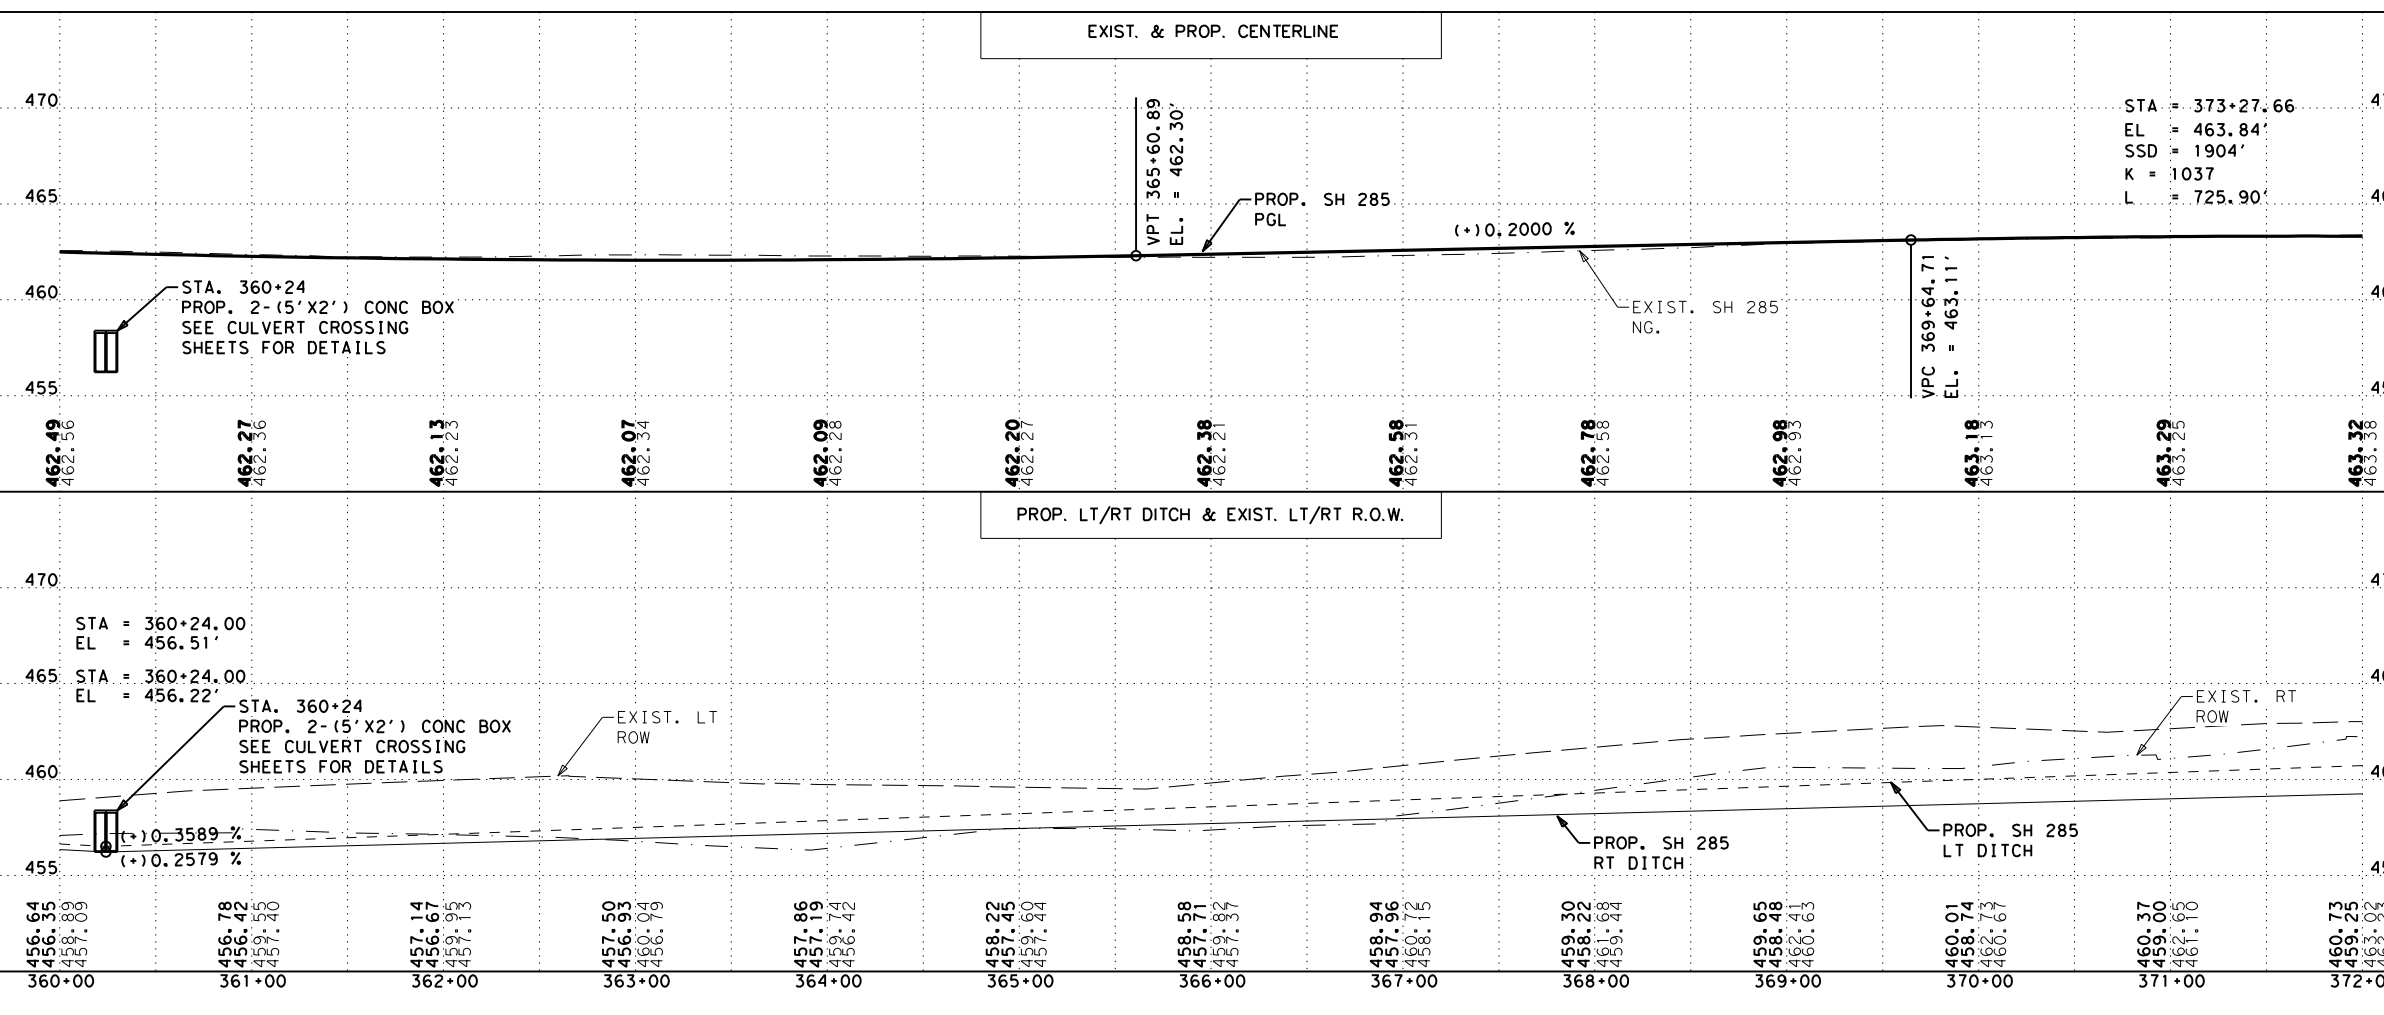 EXIST. & PROP. CENTERLINE
470
465
460
455
VPT 365+60.89
EL. = 462.30'
PROP. SH 285
PGL
(+)0.2000 %
STA = 373+27.66
EL = 463.84'
SSD = 1904'
K = 1037
L = 725.90'
STA. 360+24
PROP. 2-(5'X2') CONC BOX
SEE CULVERT CROSSING
SHEETS FOR DETAILS
EXIST. SH 285
NG.
VPC 369+64.71
EL. = 463.11'
462.49
462.56
462.27
462.36
462.13
462.23
462.07
462.34
462.09
462.28
462.20
462.27
462.38
462.21
462.58
462.31
462.78
462.58
462.98
462.93
463.18
463.13
463.29
463.25
463.32
463.38
PROP. LT/RT DITCH & EXIST. LT/RT R.O.W.
470
465
460
455
STA = 360+24.00
EL = 456.51'
STA = 360+24.00
EL = 456.22'
STA. 360+24
PROP. 2-(5'X2') CONC BOX
SEE CULVERT CROSSING
SHEETS FOR DETAILS
EXIST. LT
ROW
EXIST. RT
ROW
(+)0.3589 %
(+)0.2579 %
PROP. SH 285
RT DITCH
PROP. SH 285
LT DITCH
456.64
456.35
458.89
457.09
456.78
456.42
459.55
457.40
457.14
456.67
459.95
457.13
457.50
456.93
460.04
456.79
457.86
457.19
459.74
456.42
458.22
457.45
459.60
457.44
458.58
457.71
459.82
457.37
458.94
457.96
460.75
458.15
459.30
458.22
461.68
459.44
459.65
458.48
462.41
460.63
460.01
458.74
462.73
460.67
460.37
459.00
462.65
461.10
460.73
459.25
463.02
360+00 361+00 362+00 363+00 364+00 365+00 366+00 367+00 368+00 369+00 370+00 371+00 372+0